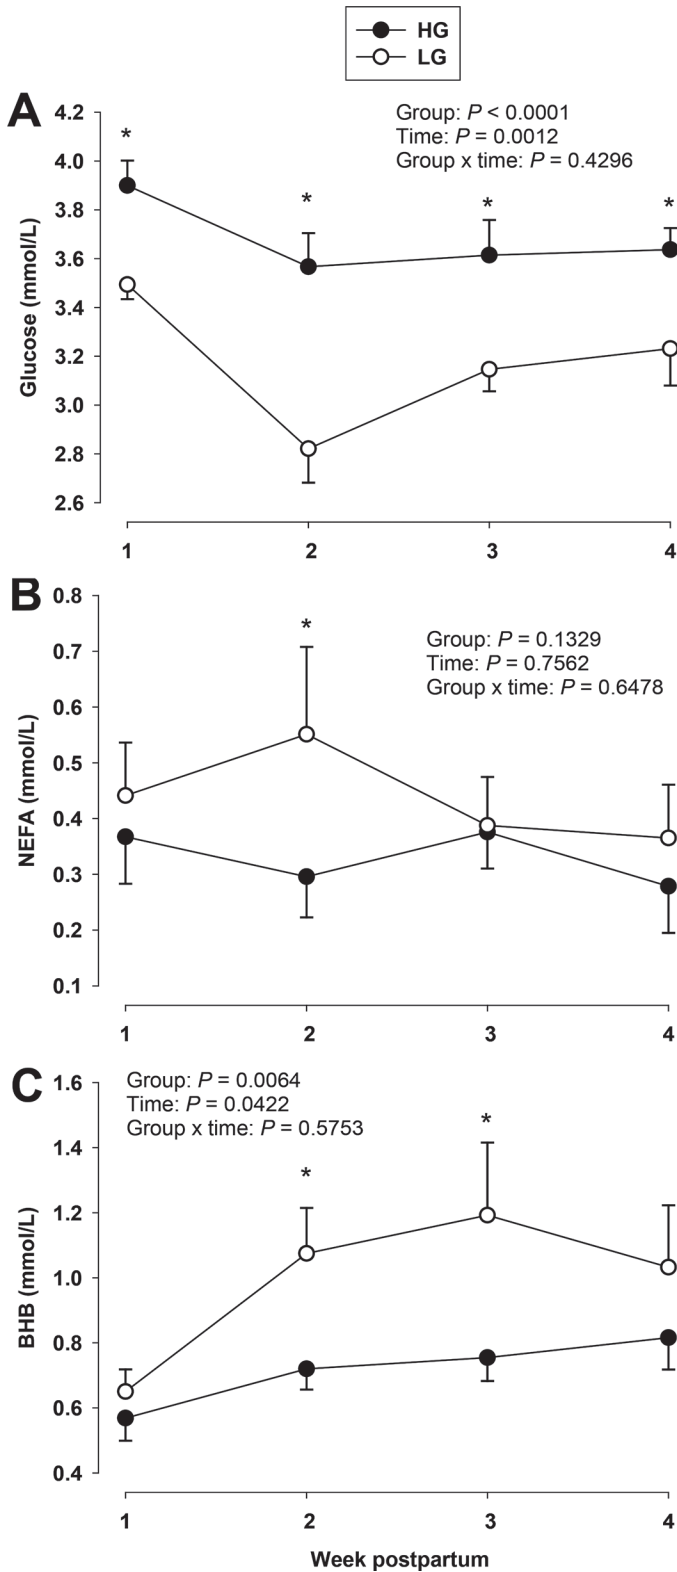 HG
LG
A
Group: P < 0.0001
Time: P = 0.0012
Group x time: P = 0.4296
Glucose (mmol/L)
4.2
4.0
3.8
3.6
3.4
3.2
3.0
2.8
2.6
* * * *
1 2 3 4
B
Group: P = 0.1329
Time: P = 0.7562
Group x time: P = 0.6478
NEFA (mmol/L)
0.8
0.7
0.6
0.5
0.4
0.3
0.2
0.1
*
1 2 3 4
C
Group: P = 0.0064
Time: P = 0.0422
Group x time: P = 0.5753
BHB (mmol/L)
1.6
1.4
1.2
1.0
0.8
0.6
0.4
* *
1 2 3 4
Week postpartum